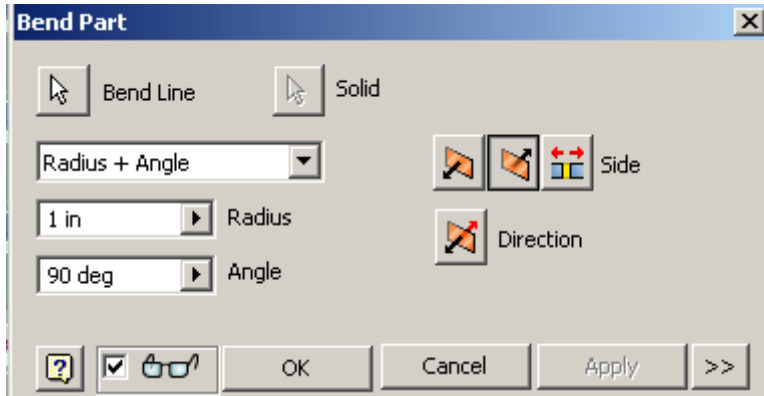 Bend Part
Bend Line
Solid
Radius + Angle
Side
1 in
Radius
Direction
90 deg
Angle
?
OK
Cancel
Apply
>>